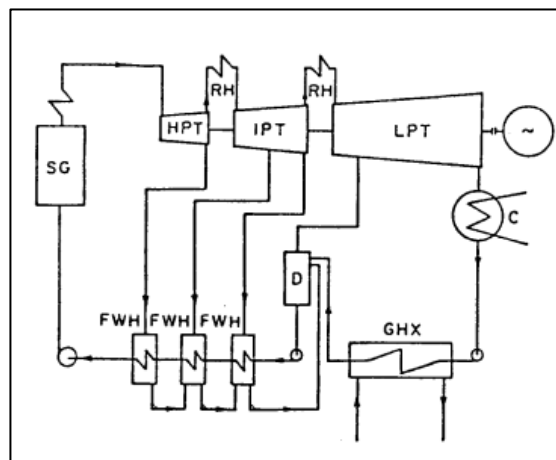 RH RH
HPT IPT LPT ~
SG
C
D
FWH FWH FWH GHX